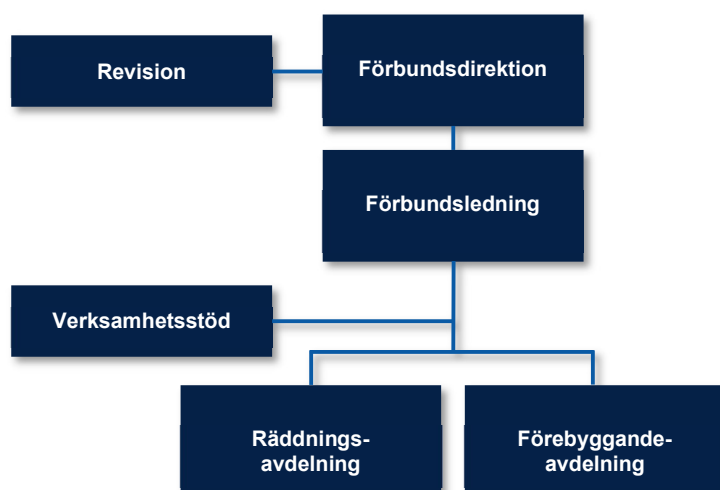 Revision
Förbundsdirektion
Förbundsledning
Verksamhetsstöd
Räddnings-
avdelning
Förebyggande-
avdelning